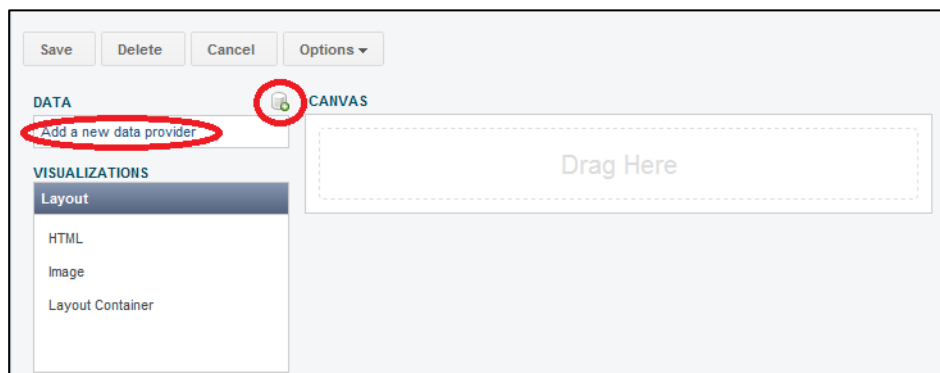 Save Delete Cancel Options
DATA
CANVAS
Add a new data provider
Drag Here
VISUALIZATIONS
Layout
HTML
Image
Layout Container